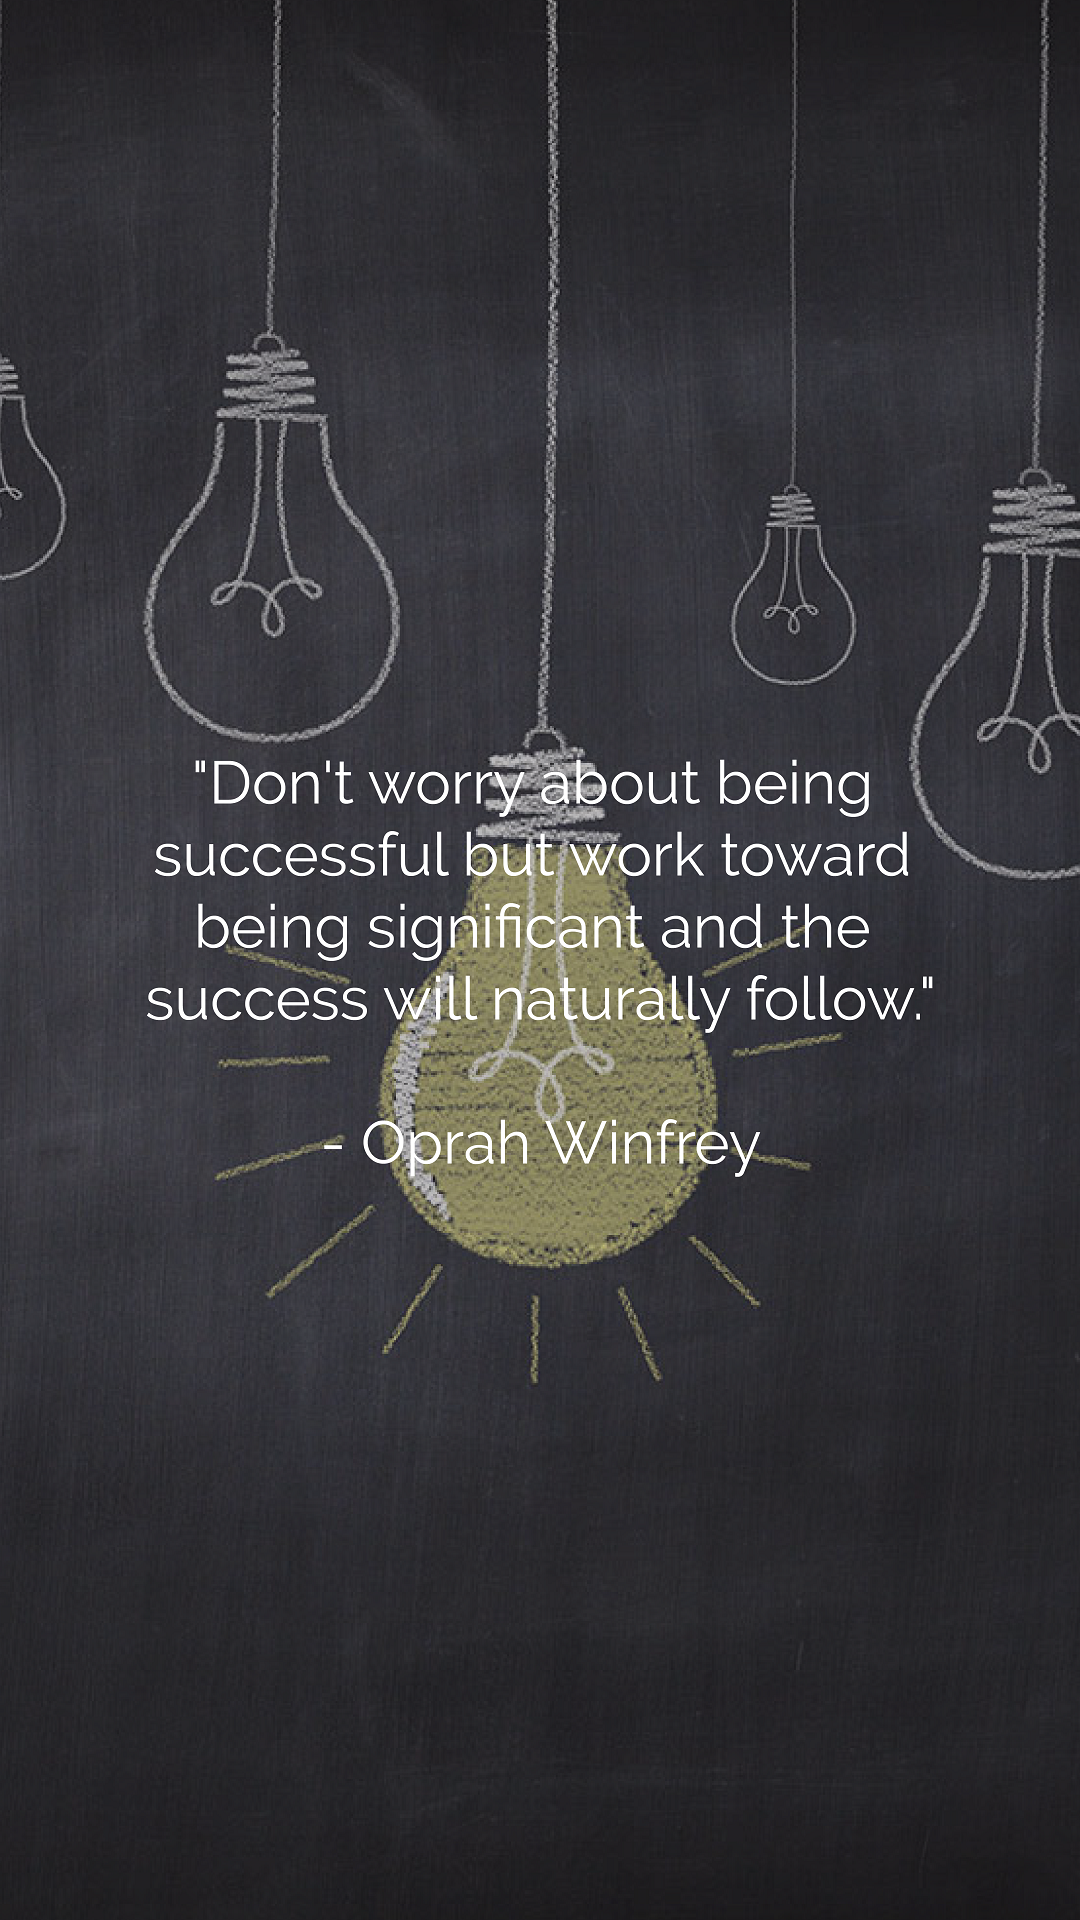 "Don't worry about being
successful but work toward
being significant and the
success will naturally follow."
- Oprah Winfrey